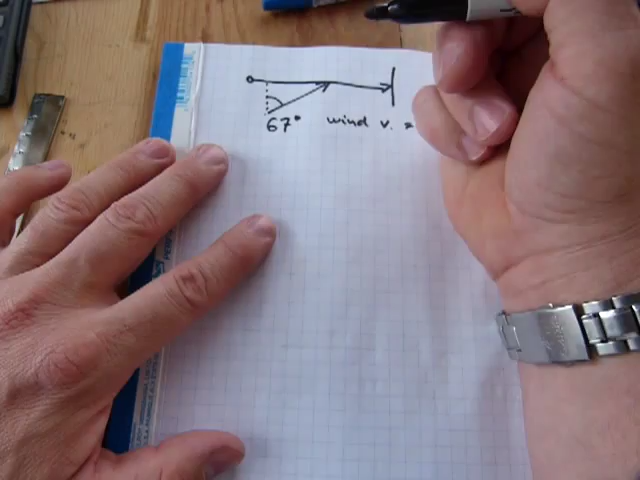 67° wind v. =